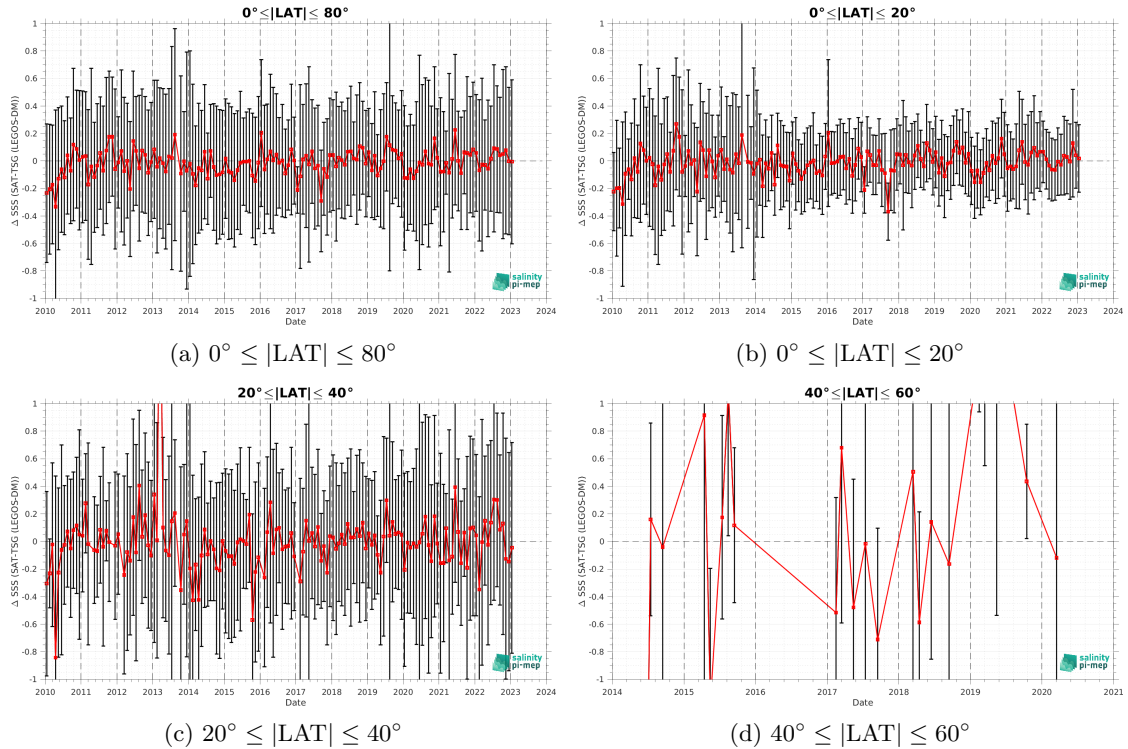 0°≤|LAT|≤ 80°
Δ SSS (SAT-TSG (LEGOS-DM))
1
0.8
0.6
0.4
0.2
0
-0.2
-0.4
-0.6
-0.8
-1
2010 2011 2012 2013 2014 2015 2016 2017 2018 2019 2020 2021 2022 2023 2024
Date
salinity
pi-mep
(a) 0° ≤ |LAT| ≤ 80°
0°≤|LAT|≤ 20°
Δ SSS (SAT-TSG (LEGOS-DM))
1
0.8
0.6
0.4
0.2
0
-0.2
-0.4
-0.6
-0.8
-1
2010 2011 2012 2013 2014 2015 2016 2017 2018 2019 2020 2021 2022 2023 2024
Date
salinity
pi-mep
(b) 0° ≤ |LAT| ≤ 20°
20°≤|LAT|≤ 40°
Δ SSS (SAT-TSG (LEGOS-DM))
1
0.8
0.6
0.4
0.2
0
-0.2
-0.4
-0.6
-0.8
-1
2010 2011 2012 2013 2014 2015 2016 2017 2018 2019 2020 2021 2022 2023 2024
Date
salinity
pi-mep
(c) 20° ≤ |LAT| ≤ 40°
40°≤|LAT|≤ 60°
Δ SSS (SAT-TSG (LEGOS-DM))
1
0.8
0.6
0.4
0.2
0
-0.2
-0.4
-0.6
-0.8
-1
2014 2015 2016 2017 2018 2019 2020 2021
Date
salinity
pi-mep
(d) 40° ≤ |LAT| ≤ 60°